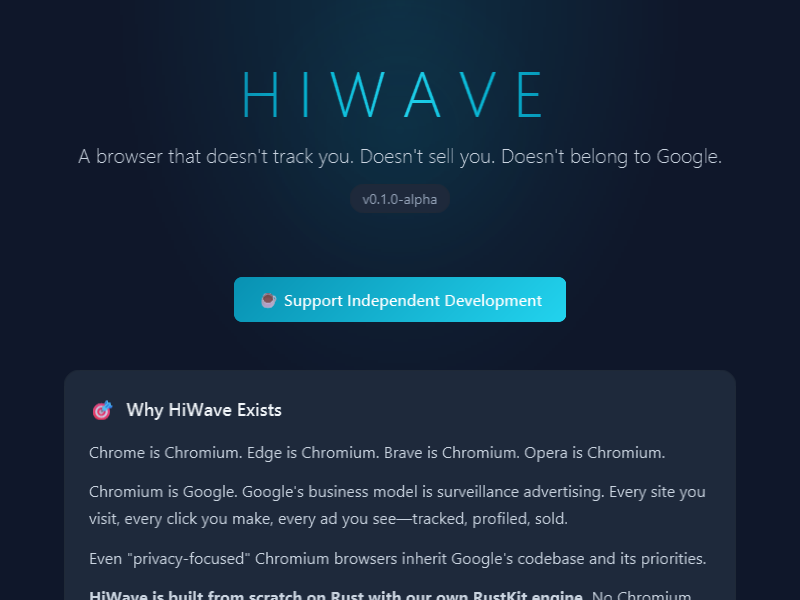 HIWAVE
A browser that doesn't track you. Doesn't sell you. Doesn't belong to Google.
v0.1.0-alpha
Support Independent Development
Why HiWave Exists
Chrome is Chromium. Edge is Chromium. Brave is Chromium. Opera is Chromium.
Chromium is Google. Google's business model is surveillance advertising. Every site you
visit, every click you make, every ad you see—tracked, profiled, sold.
Even "privacy-focused" Chromium browsers inherit Google's codebase and its priorities.
HiWave is built from scratch on Rust with our own RustKit engine. No Chromium.